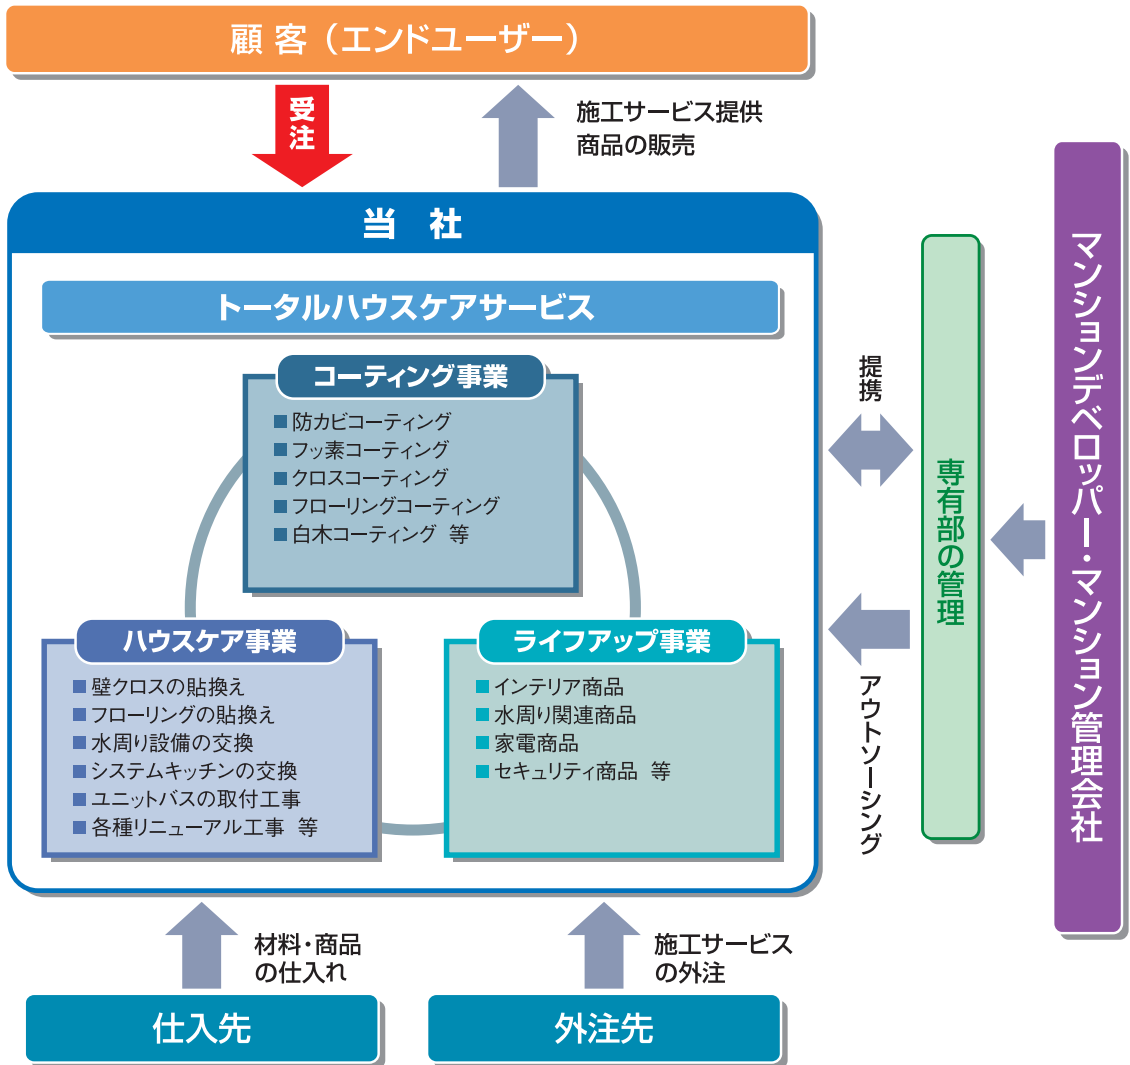 顧 客（エンドユーザー）
受注
施工サービス提供
商品の販売
当 社
トータルハウスケアサービス
コーティング事業
防カビコーティング
フッ素コーティング
クロスコーティング
フローリングコーティング
白木コーティング 等
ハウスケア事業
壁クロスの貼換え
フローリングの貼換え
水周り設備の交換
システムキッチンの交換
ユニットバスの取付工事
各種リニューアル工事 等
ライフアップ事業
インテリア商品
水周り関連商品
家電商品
セキュリティ商品 等
提携
アウトソーシング
専有部の管理
マンションデベロッパー・マンション管理会社
材料・商品
の仕入れ
施工サービス
の外注
仕入先
外注先